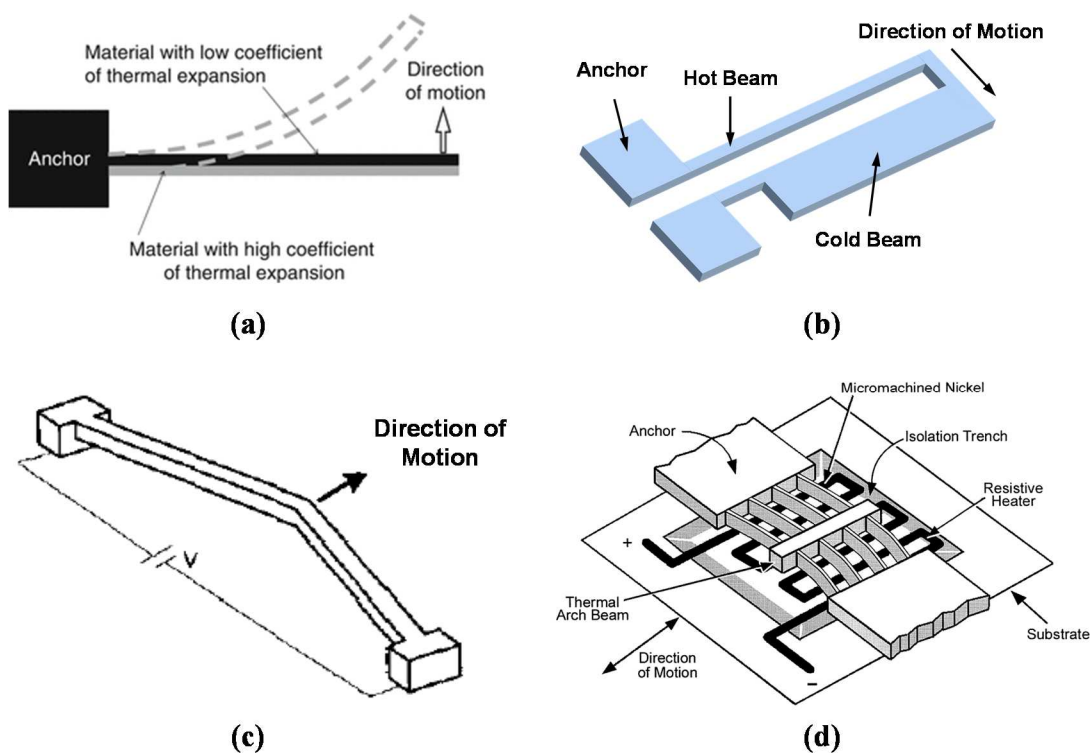 Material with low coefficient
of thermal expansion
Direction
of motion
Anchor
Material with high coefficient
of thermal expansion
(a)
Direction of Motion
Anchor
Hot Beam
Cold Beam
(b)
Direction of
Motion
V
(c)
Micromachined Nickel
Anchor
Isolation Trench
Resistive
Heater
+
Thermal
Arch Beam
Substrate
Direction
of Motion
−
(d)